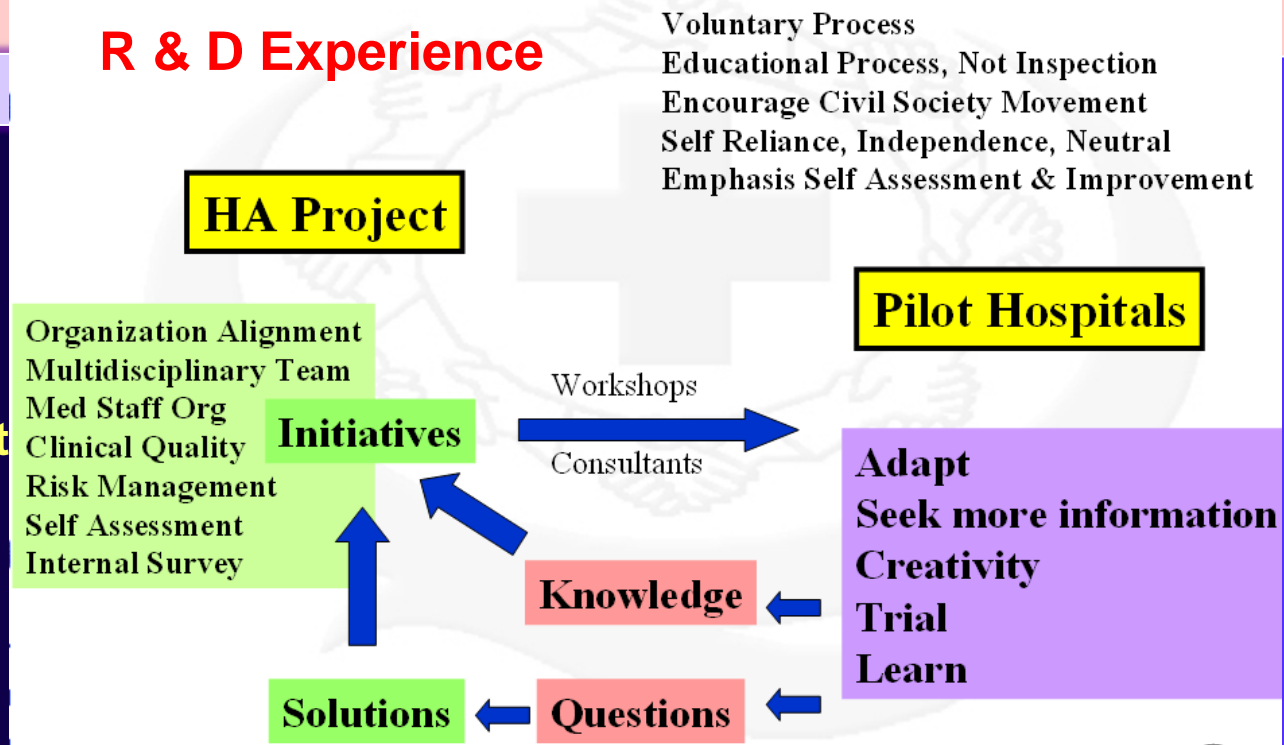 R & D Experience
Voluntary Process
Educational Process, Not Inspection
Encourage Civil Society Movement
Self Reliance, Independence, Neutral
Emphasis Self Assessment & Improvement
HA Project
Pilot Hospitals
Organization Alignment
Multidisciplinary Team
Med Staff Org
Clinical Quality
Risk Management
Self Assessment
Internal Survey
Initiatives
Workshops
Consultants
Adapt
Seek more information
Creativity
Trial
Learn
Knowledge
Solutions
Questions
t